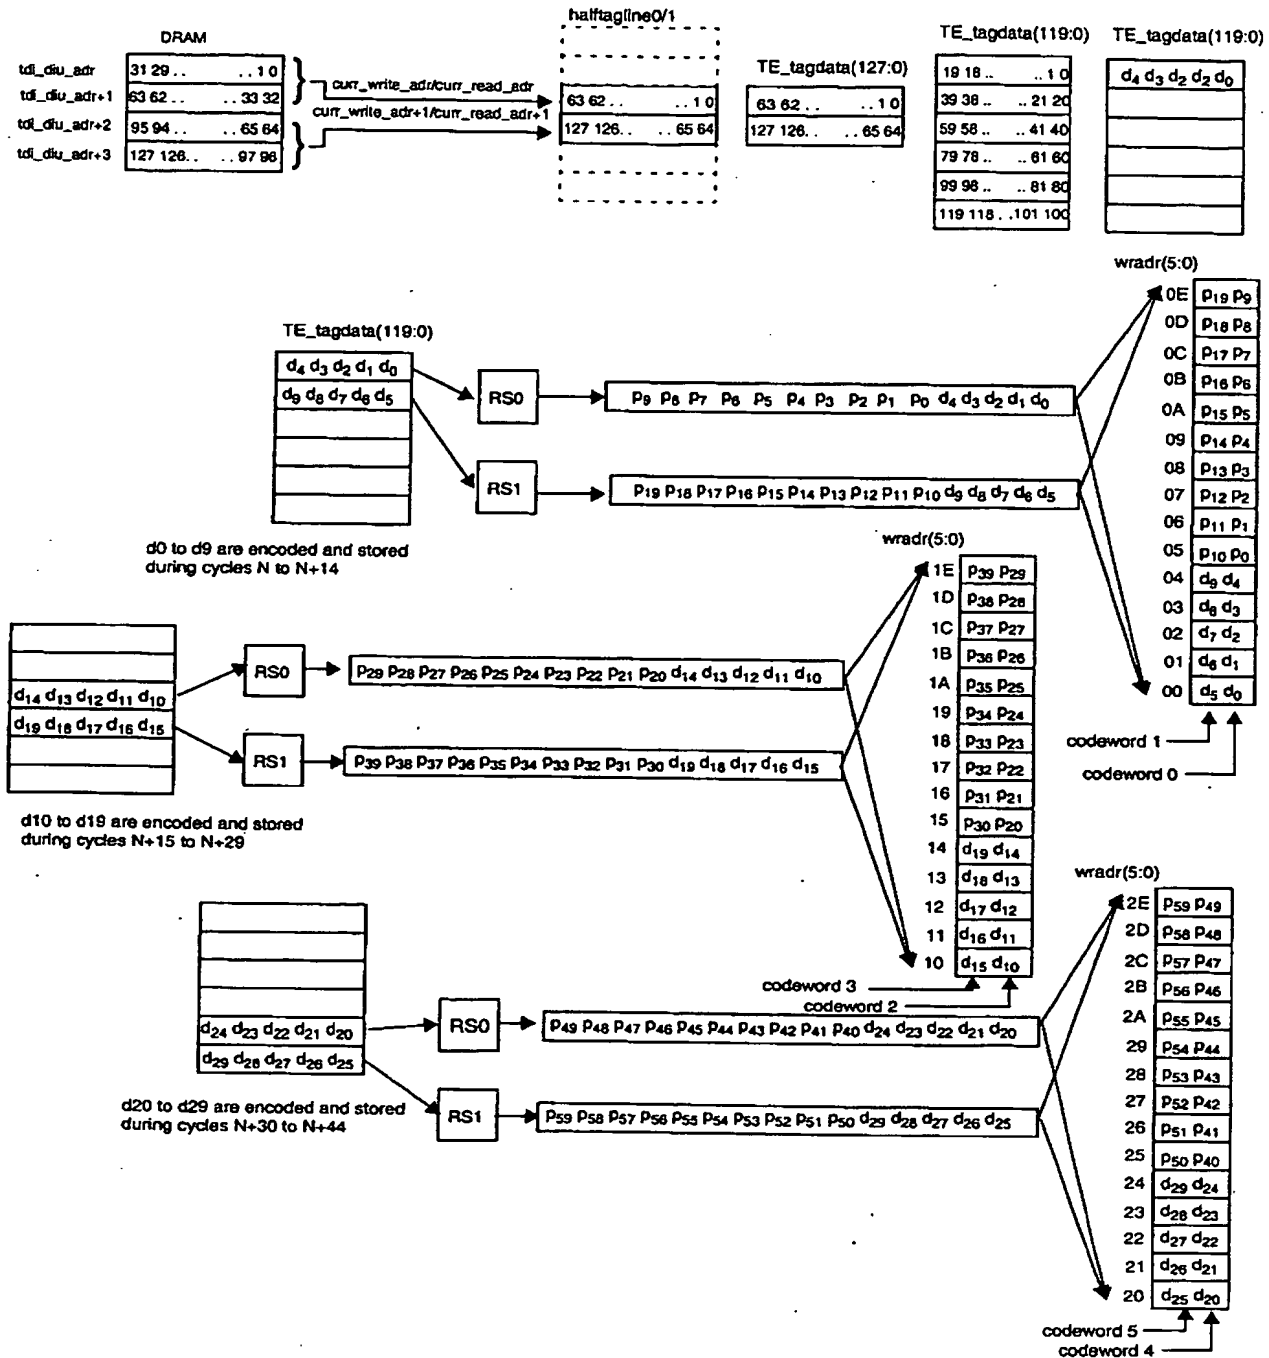 DRAM
tdi_diu_adr 31 29 . . . . 1 0
tdi_diu_adr+1 63 62 . . . . 33 32
tdi_diu_adr+2 95 94 . . . . 65 64
tdi_diu_adr+3 127 126. . . . 97 96
curr_write_adr/curr_read_adr
curr_write_adr+1/curr_read_adr+1
halftagline0/1
63 62 . . . . 1 0
127 126. . . . 65 64
TE_tagdata(127:0)
63 62 . . . . 1 0
127 126. . . . 65 64
TE_tagdata(119:0)
19 18 .. . . 1 0
39 38 .. . . 21 20
59 58 .. . . 41 40
79 78 .. . . 61 60
99 98 .. . . 81 80
119 118 . . 101 100
TE_tagdata(119:0)
d4 d3 d2 d2 d0
TE_tagdata(119:0)
d4 d3 d2 d1 d0
d9 d8 d7 d6 d5
RS0
p9 p8 p7 p6 p5 p4 p3 p2 p1 p0 d4 d3 d2 d1 d0
RS1
p19 p18 p17 p16 p15 p14 p13 p12 p11 p10 d9 d8 d7 d6 d5
d0 to d9 are encoded and stored
during cycles N to N+14
wradr(5:0)
0E p19 p9
0D p18 p8
0C p17 p7
0B p16 p6
0A p15 p5
09 p14 p4
08 p13 p3
07 p12 p2
06 p11 p1
05 p10 p0
04 d9 d4
03 d8 d3
02 d7 d2
01 d6 d1
00 d5 d0
codeword 1
codeword 0
d14 d13 d12 d11 d10
d19 d18 d17 d16 d15
RS0
p29 p28 p27 p26 p25 p24 p23 p22 p21 p20 d14 d13 d12 d11 d10
RS1
p39 p38 p37 p36 p35 p34 p33 p32 p31 p30 d19 d18 d17 d16 d15
d10 to d19 are encoded and stored
during cycles N+15 to N+29
wradr(5:0)
1E p39 p29
1D p38 p28
1C p37 p27
1B p36 p26
1A p35 p25
19 p34 p24
18 p33 p23
17 p32 p22
16 p31 p21
15 p30 p20
14 d19 d14
13 d18 d13
12 d17 d12
11 d16 d11
10 d15 d10
codeword 3
codeword 2
d24 d23 d22 d21 d20
d29 d28 d27 d26 d25
RS0
p49 p48 p47 p46 p45 p44 p43 p42 p41 p40 d24 d23 d22 d21 d20
RS1
p59 p58 p57 p56 p55 p54 p53 p52 p51 p50 d29 d28 d27 d26 d25
d20 to d29 are encoded and stored
during cycles N+30 to N+44
wradr(5:0)
2E p59 p49
2D p58 p48
2C p57 p47
2B p56 p46
2A p55 p45
29 p54 p44
28 p53 p43
27 p52 p42
26 p51 p41
25 p50 p40
24 d29 d24
23 d28 d23
22 d27 d22
21 d26 d21
20 d25 d20
codeword 5
codeword 4